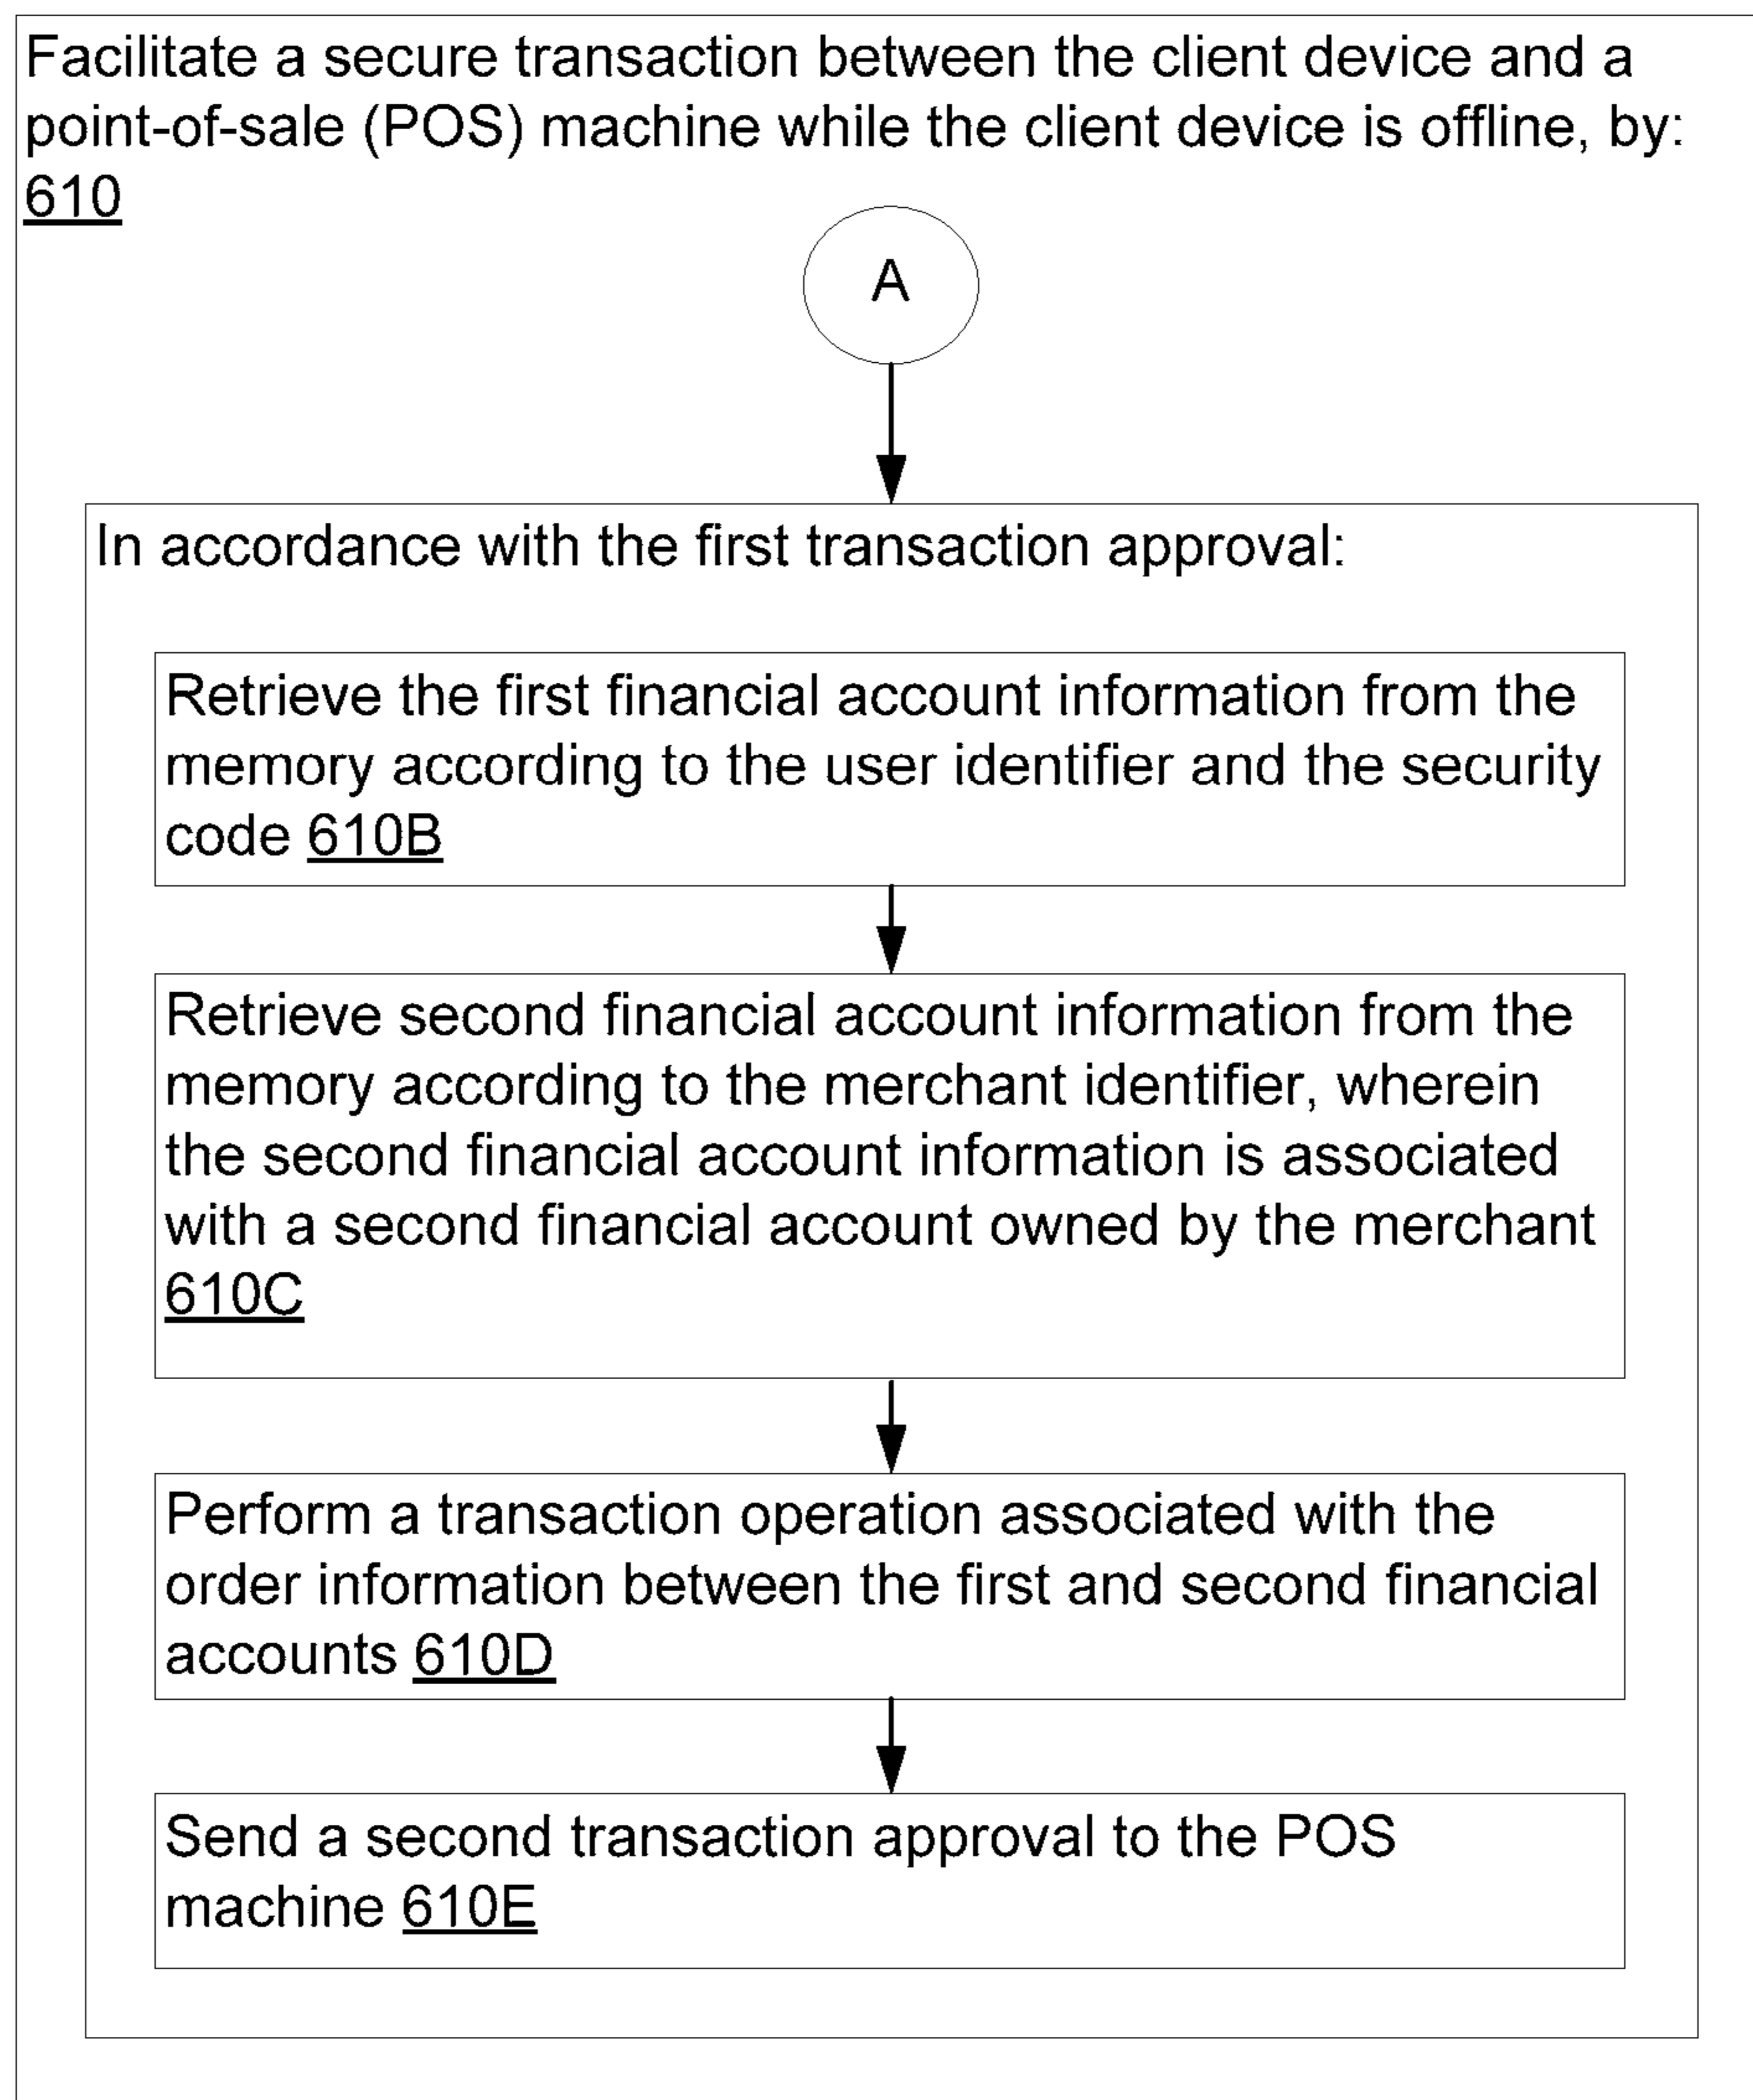 Facilitate a secure transaction between the client device and a
point-of-sale (POS) machine while the client device is offline, by:
610
A
In accordance with the first transaction approval:
Retrieve the first financial account information from the
memory according to the user identifier and the security
code 610B
Retrieve second financial account information from the
memory according to the merchant identifier, wherein
the second financial account information is associated
with a second financial account owned by the merchant
610C
Perform a transaction operation associated with the
order information between the first and second financial
accounts 610D
Send a second transaction approval to the POS
machine 610E